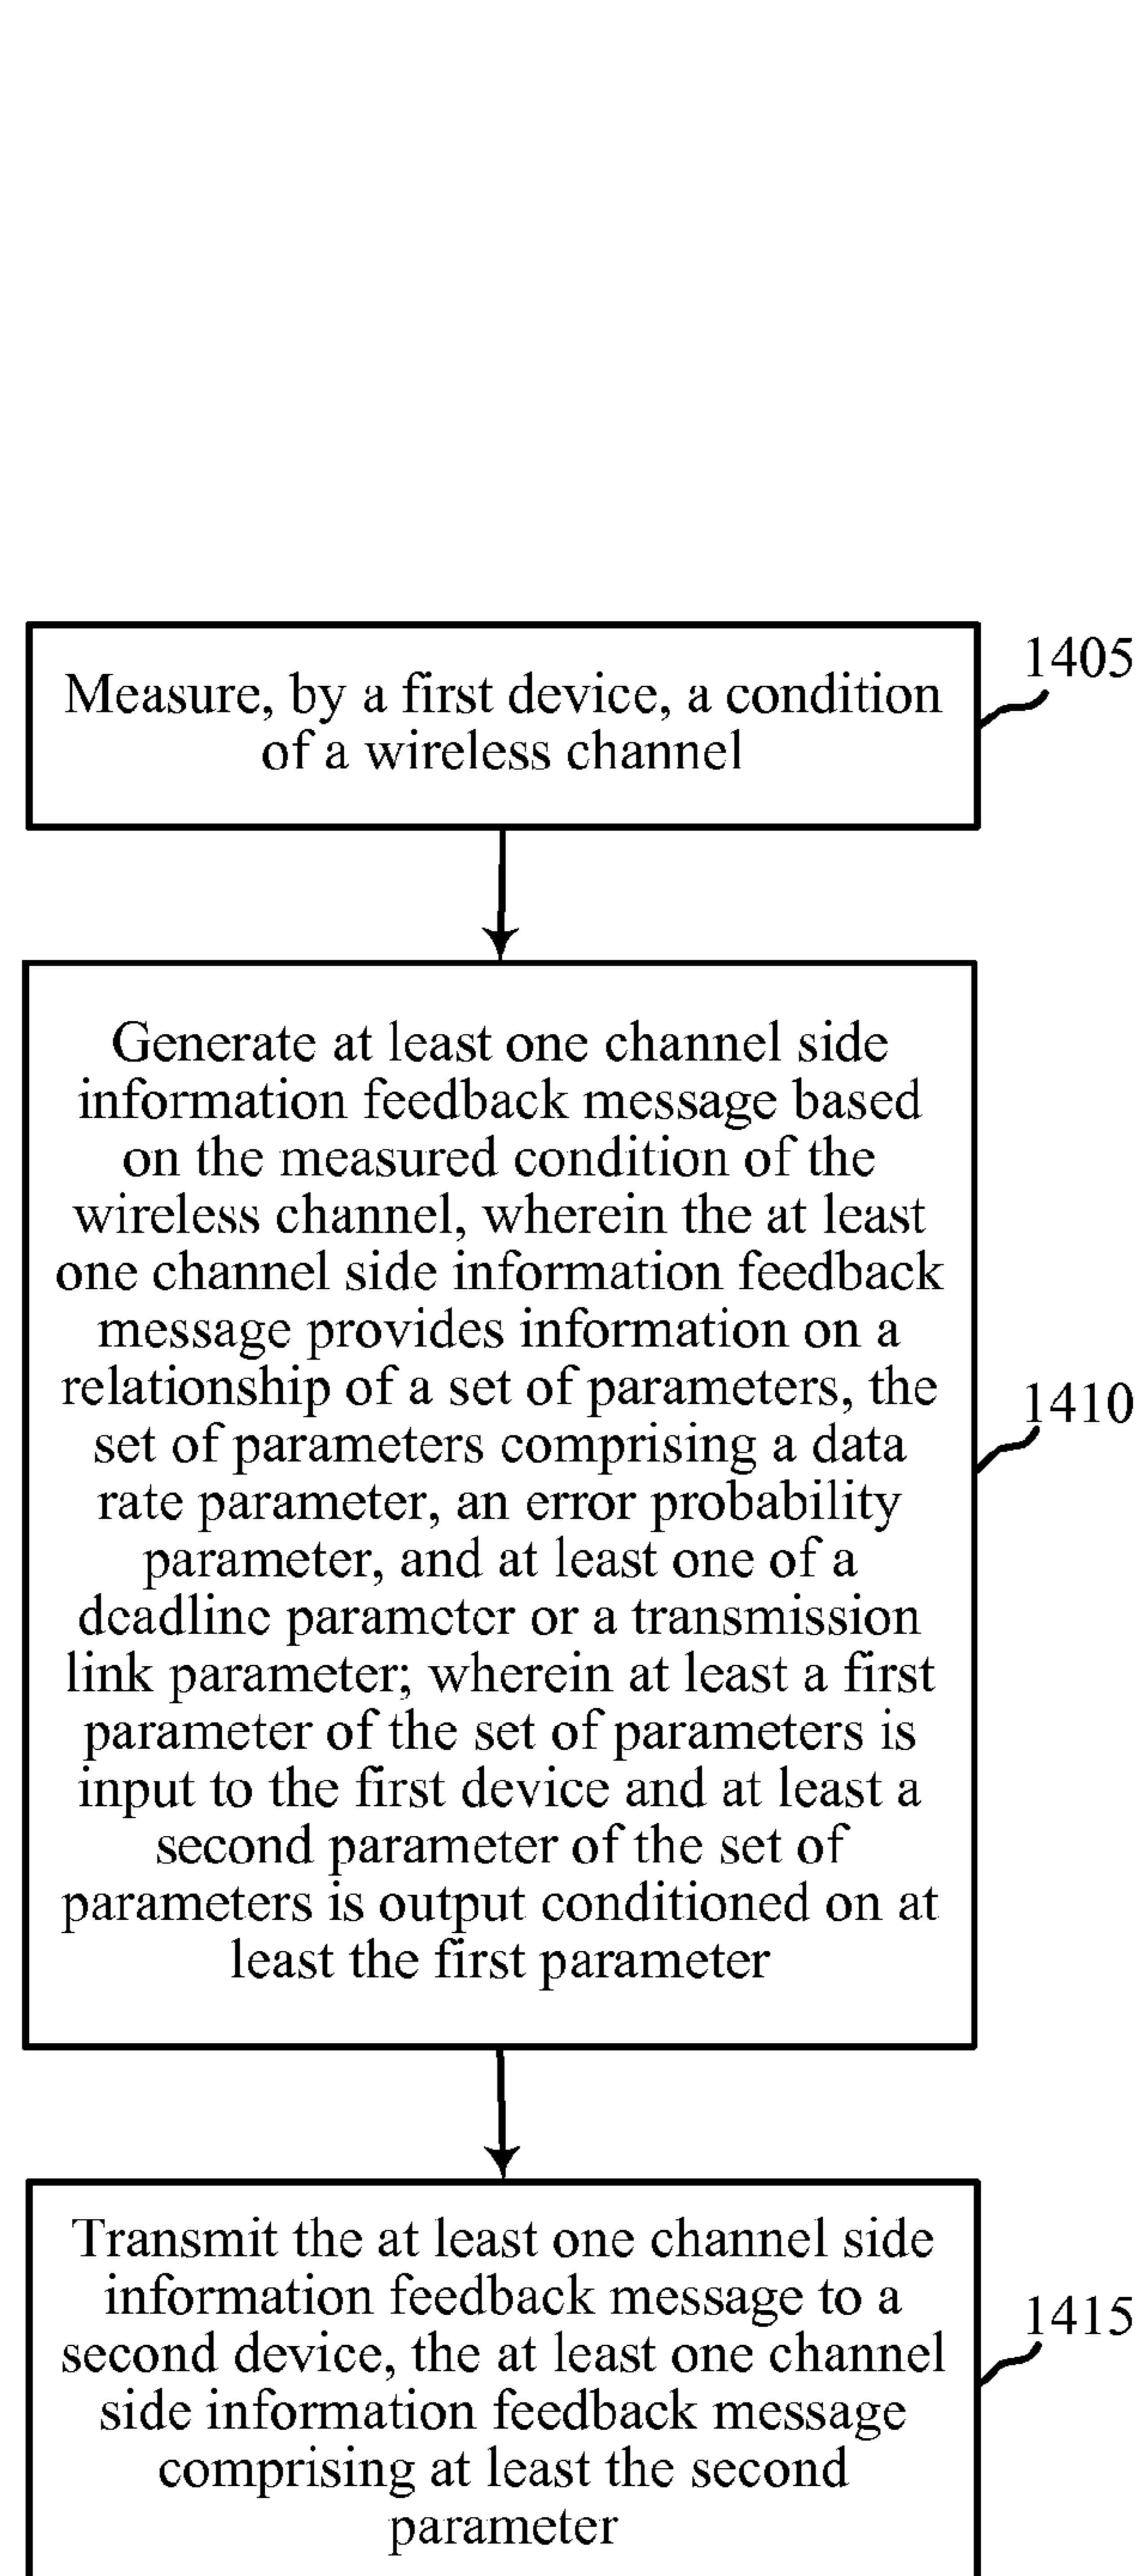 1405
Measure, by a first device, a condition
of a wireless channel
Generate at least one channel side
information feedback message based
on the measured condition of the
wireless channel, wherein the at least
one channel side information feedback
message provides information on a
relationship of a set of parameters, the
set of parameters comprising a data
rate parameter, an error probability
parameter, and at least one of a
deadline parameter or a transmission
link parameter; wherein at least a first
parameter of the set of parameters is
input to the first device and at least a
second parameter of the set of
parameters is output conditioned on at
least the first parameter
1410
Transmit the at least one channel side
information feedback message to a
second device, the at least one channel
side information feedback message
comprising at least the second
parameter
1415